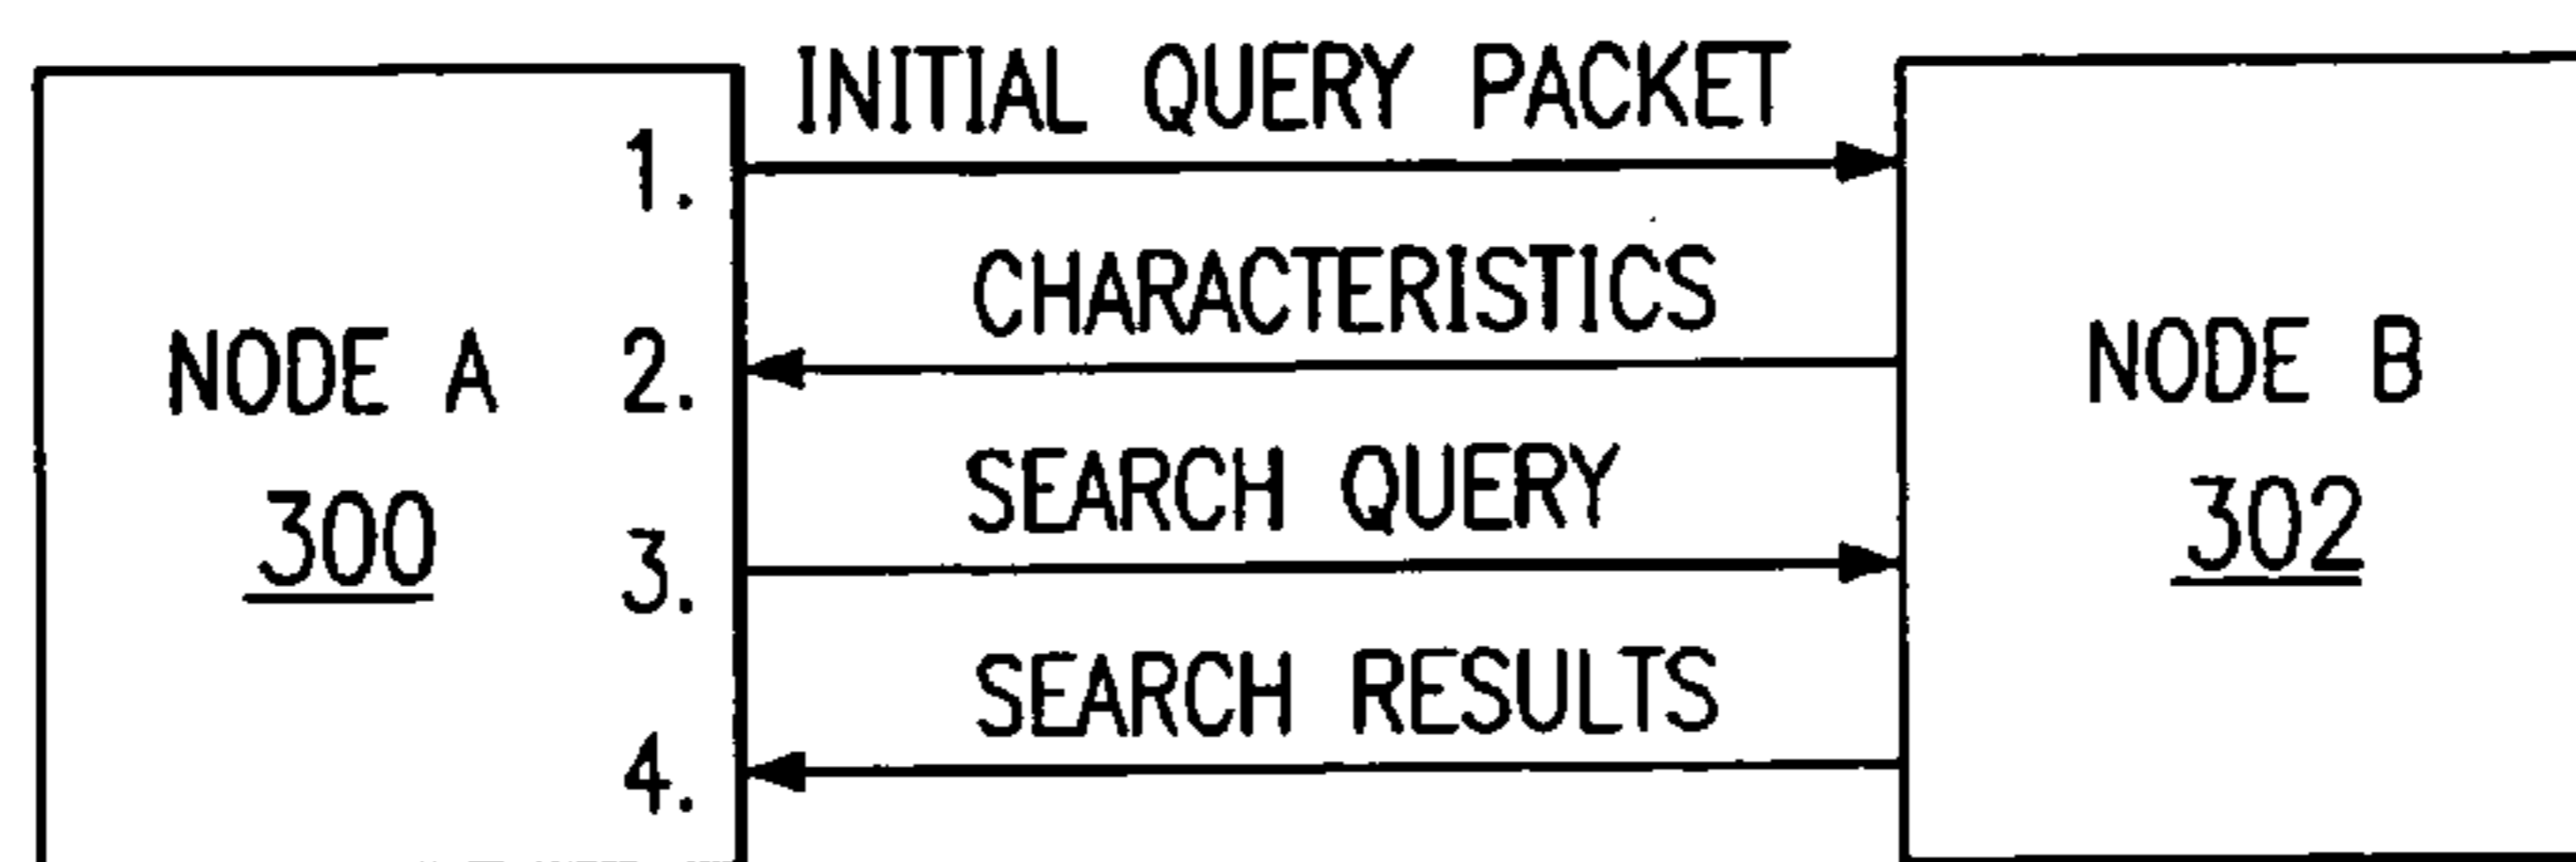 INITIAL QUERY PACKET
1.
CHARACTERISTICS
NODE A
2.
NODE B
SEARCH QUERY
300
3.
302
SEARCH RESULTS
4.